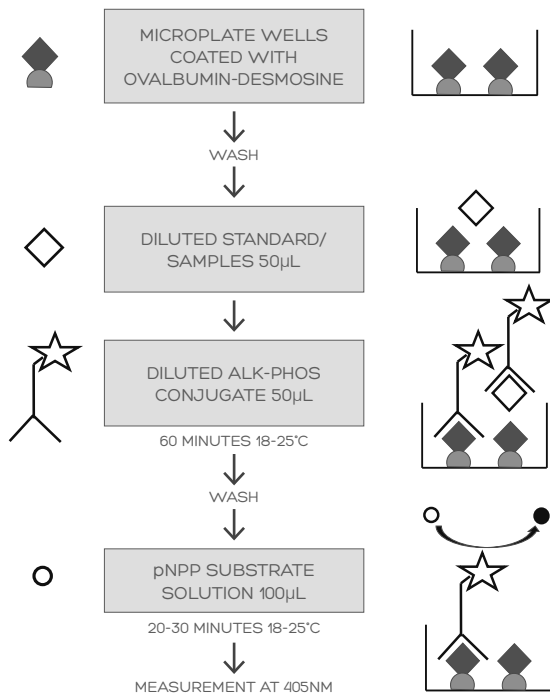 MICROPLATE WELLS
COATED WITH
OVALBUMIN-DESMOSINE
WASH
DILUTED STANDARD/
SAMPLES 50µL
DILUTED ALK-PHOS
CONJUGATE 50µL
60 MINUTES 18-25°C
WASH
pNPP SUBSTRATE
SOLUTION 100µL
20-30 MINUTES 18-25°C
MEASUREMENT AT 405NM